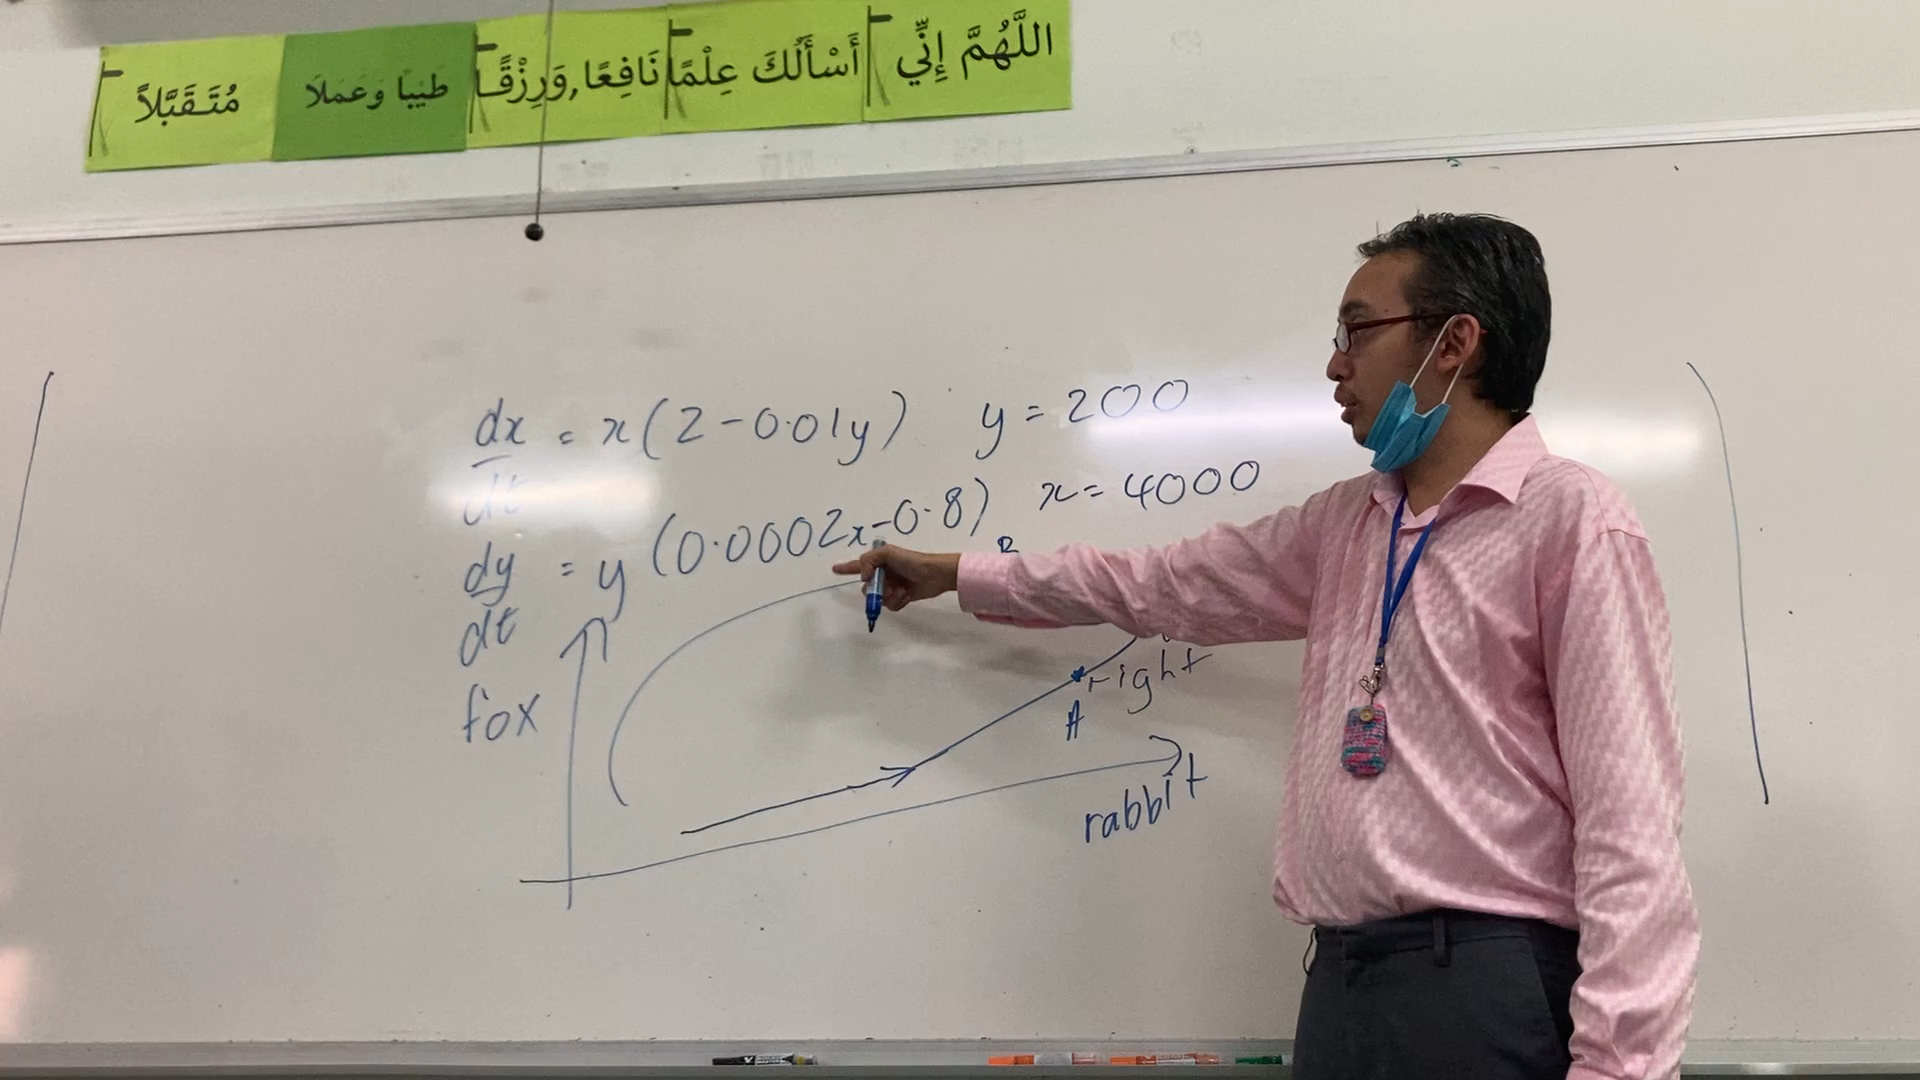 اللَّهُمَّ إِنِّي أَسْأَلُكَ عِلْمًا نَافِعًا, وَرِزْقًا طَيِّبًا وَعَمَلًا مُتَقَبَّلًا
dx/dt = x(2-0.01y) y = 200
dy/dt = y(0.0002x-0.8) x = 4000
fox
right
A
rabbit